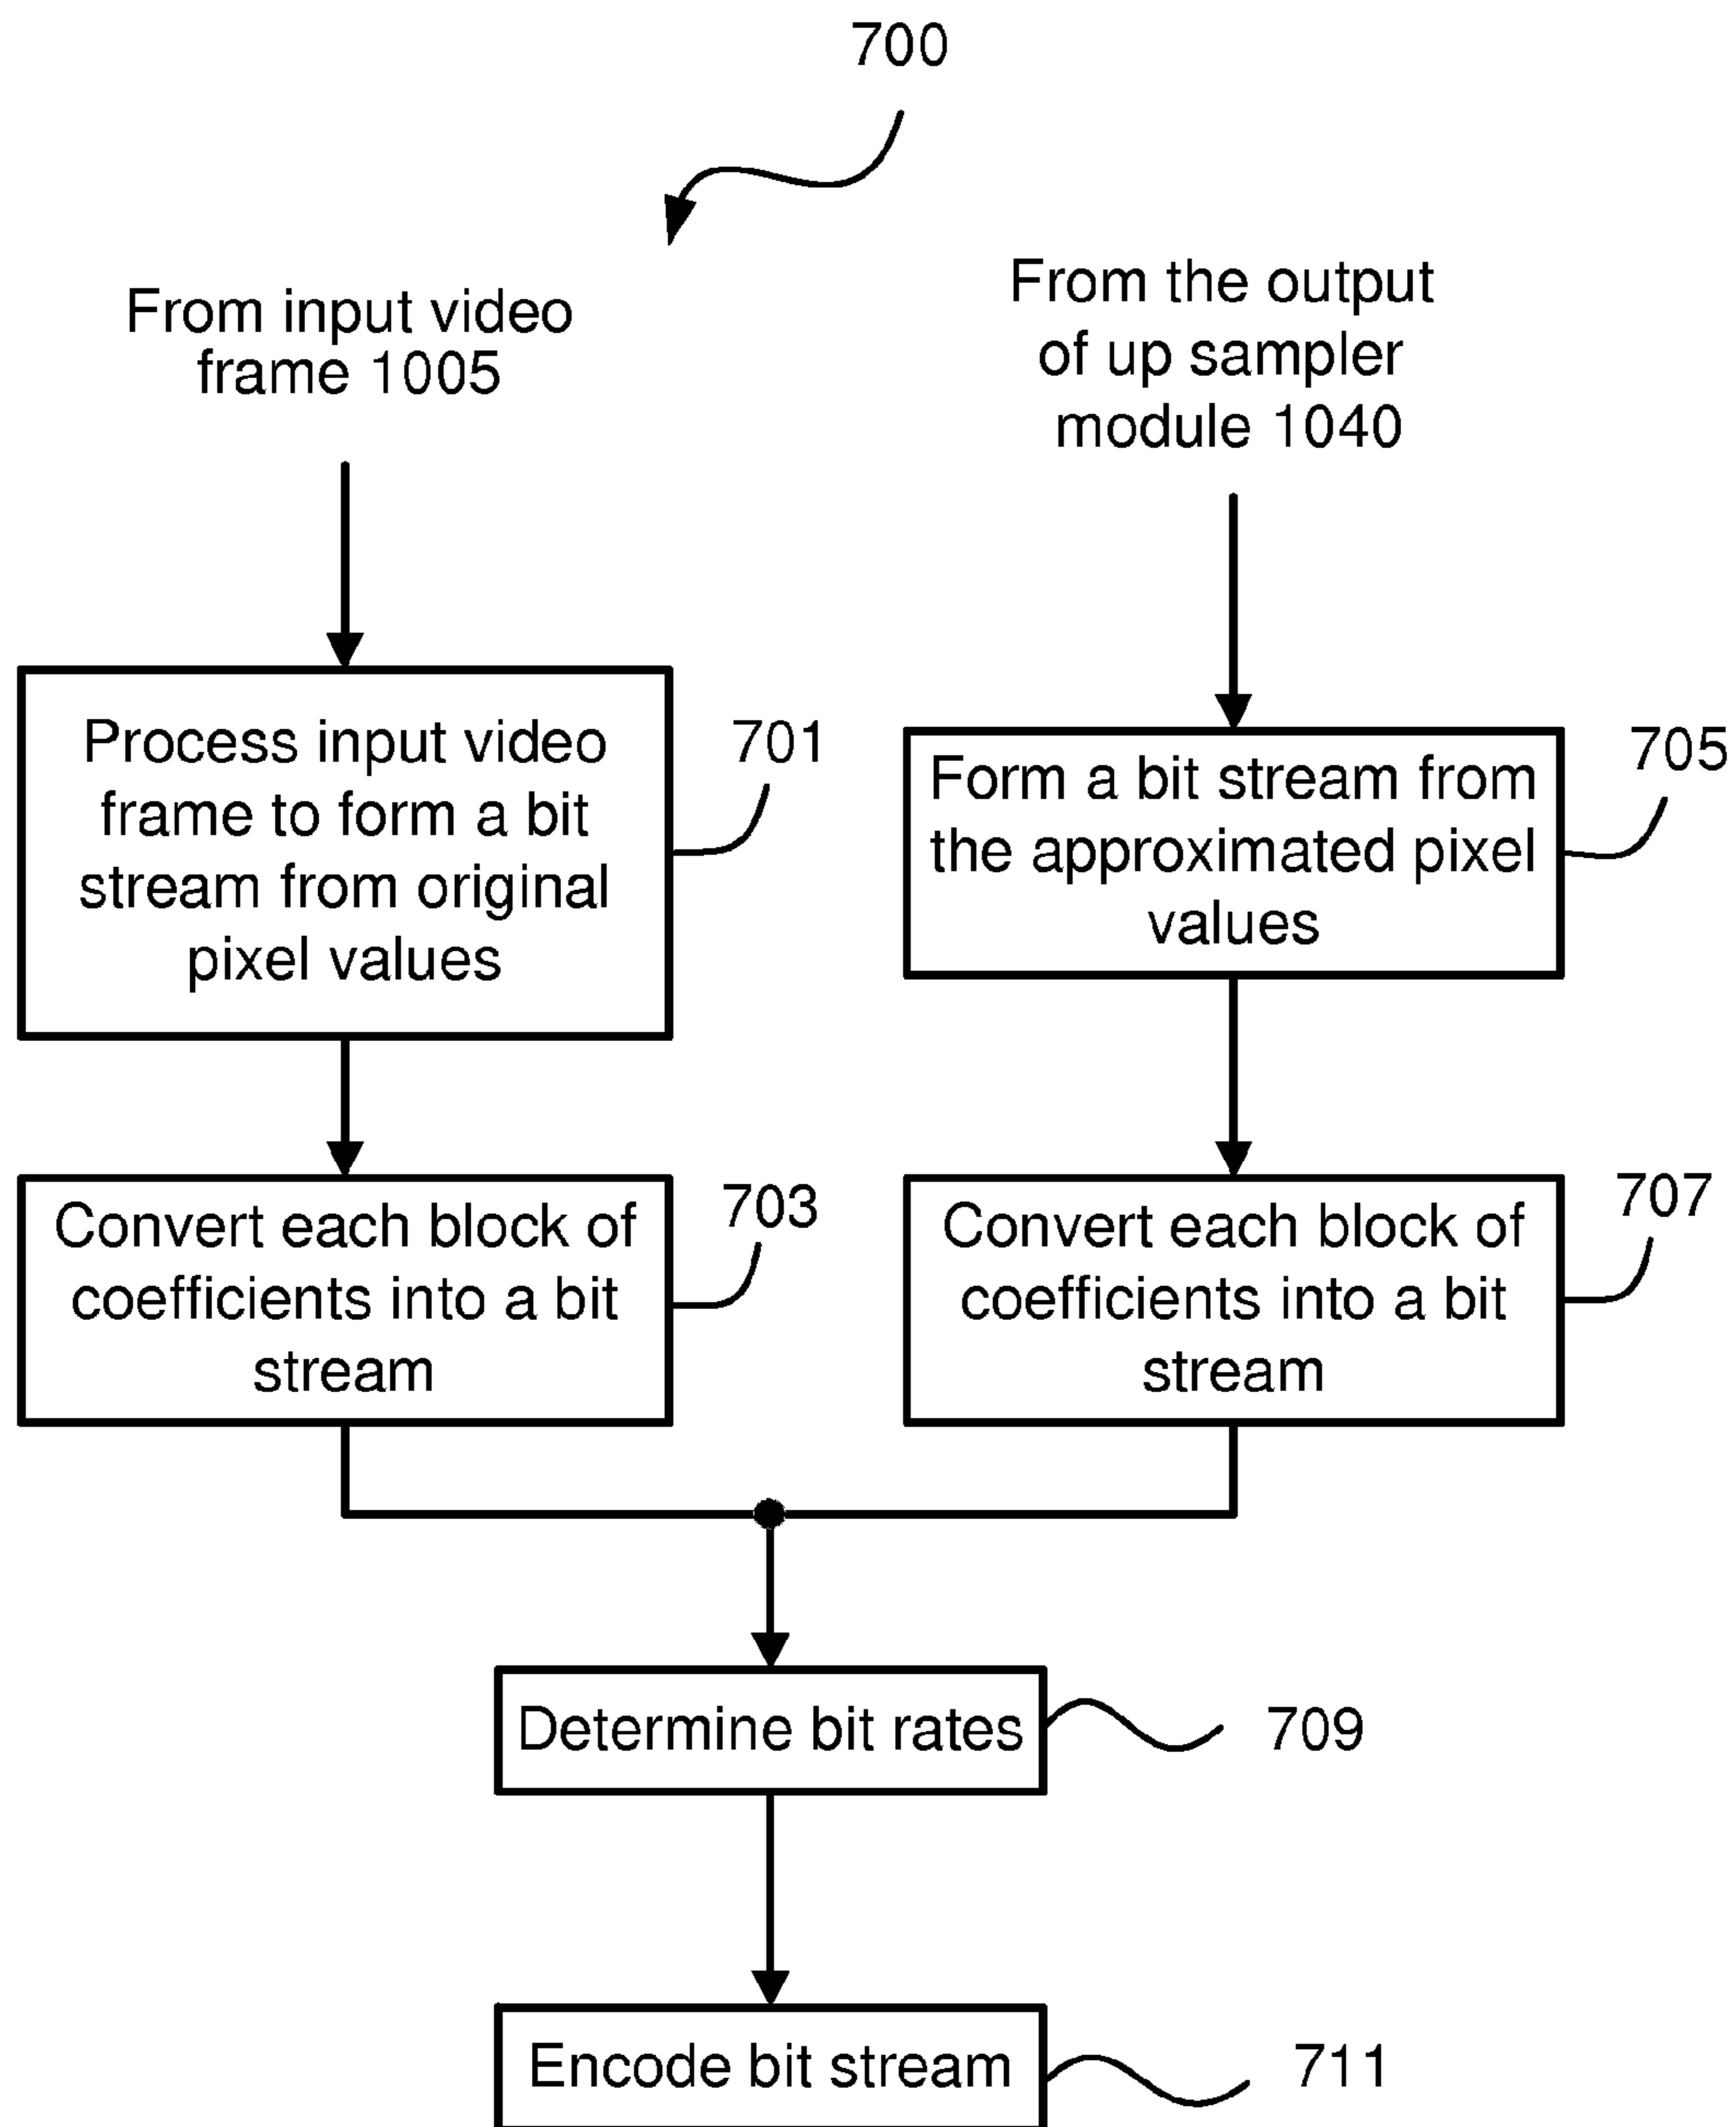 700
From input video
frame 1005
From the output
of up sampler
module 1040
Process input video
frame to form a bit
stream from original
pixel values
701
Form a bit stream from
the approximated pixel
values
705
Convert each block of
coefficients into a bit
stream
703
Convert each block of
coefficients into a bit
stream
707
Determine bit rates
709
Encode bit stream
711